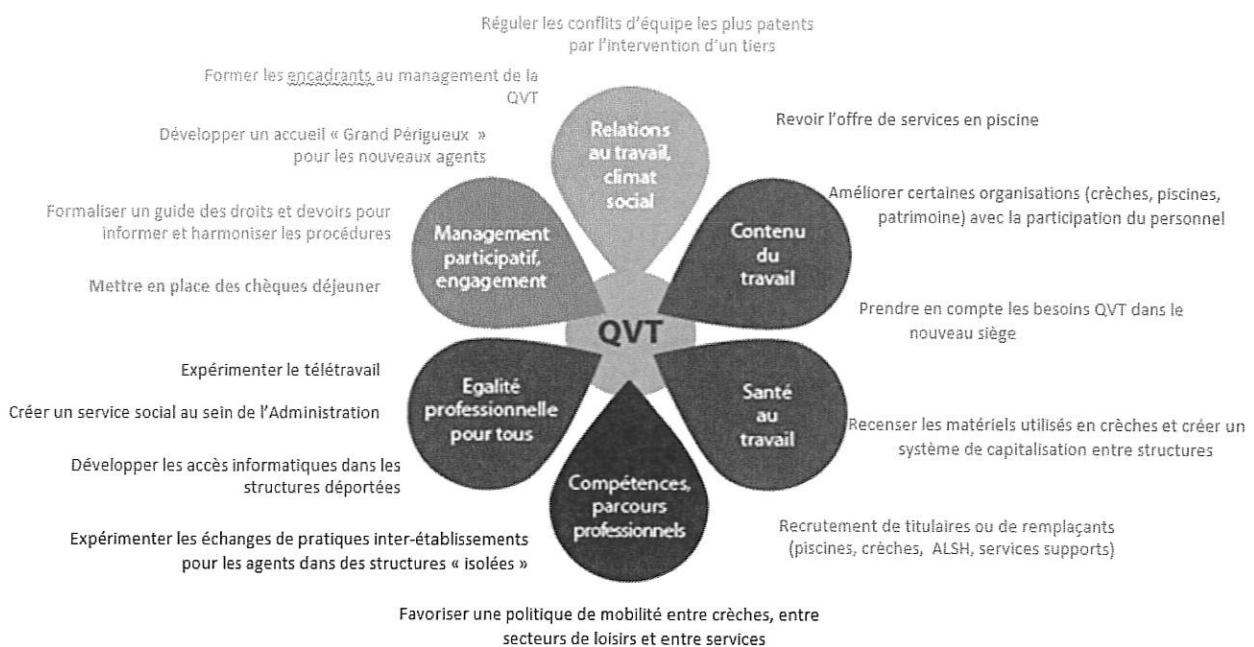 Réguler les conflits d'équipe les plus patents
par l'intervention d'un tiers
Former les encadrants au management de la
QVT
Développer un accueil « Grand Périgueux »
pour les nouveaux agents
Formaliser un guide des droits et devoirs pour
informer et harmoniser les procédures
Mettre en place des chèques déjeuner
Expérimenter le télétravail
Créer un service social au sein de l'Administration
Développer les accès informatiques dans les
structures déportées
Expérimenter les échanges de pratiques inter-établissements
pour les agents dans des structures « isolées »
Favoriser une politique de mobilité entre crèches, entre
secteurs de loisirs et entre services
Relations
au travail,
climat
social
Management
participatif,
engagement
Contenu
du
travail
QVT
Egalité
professionnelle
pour tous
Santé
au
travail
Compétences,
parcours
professionnels
Revoir l'offre de services en piscine
Améliorer certaines organisations (crèches, piscines,
patrimoine) avec la participation du personnel
Prendre en compte les besoins QVT dans le
nouveau siège
Recenser les matériels utilisés en crèches et créer un
système de capitalisation entre structures
Recrutement de titulaires ou de remplaçants
(piscines, crèches, ALSH, services supports)